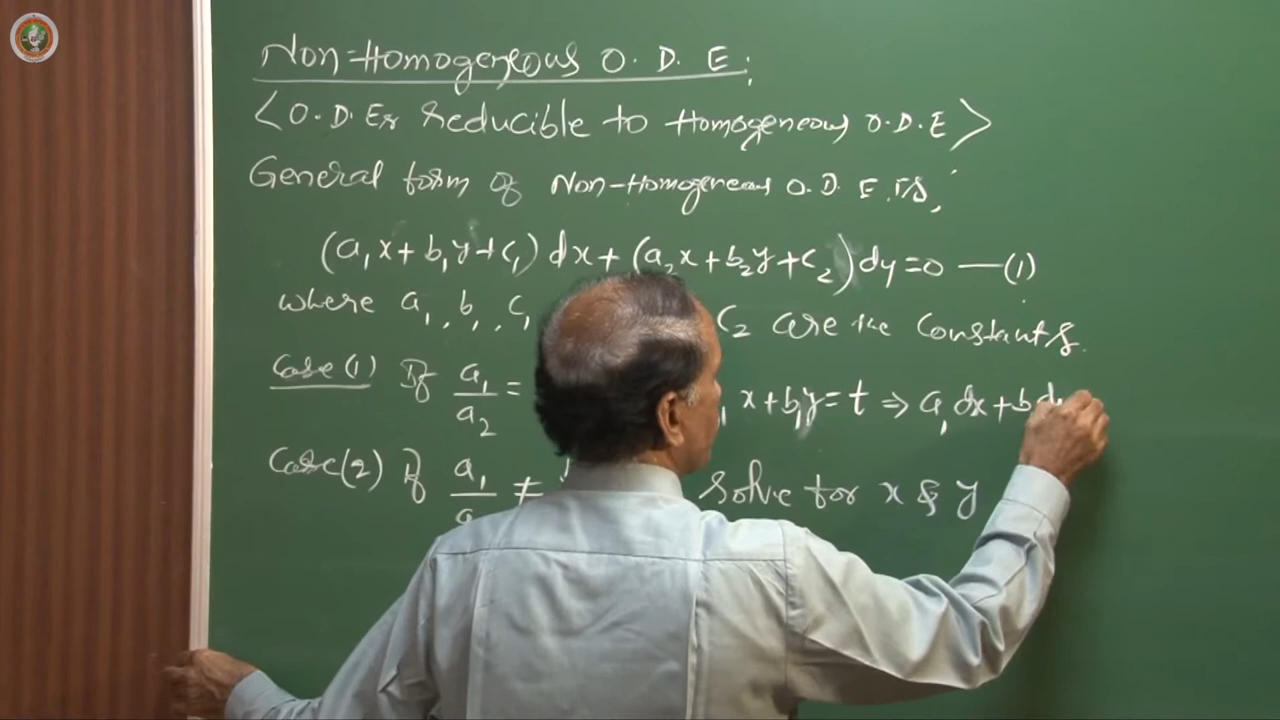 Non-Homogeneous O. D. E:
<O.D.Es reducible to Homogeneous O.D.E>
General form of Non-Homogeneous O. D. E. is,
(a₁x+b₁y+c₁)dx+(a₂x+b₂y+c₂)dy=0 —(1)
where a₁, b₁, c₁ c₂ are the Constants.
Case(1) If a₁/a₂ = ₁x+b₁y=t ⇒ a₁dx+b dy
Case(2) If a₁/a ≠ b Solve for x & y